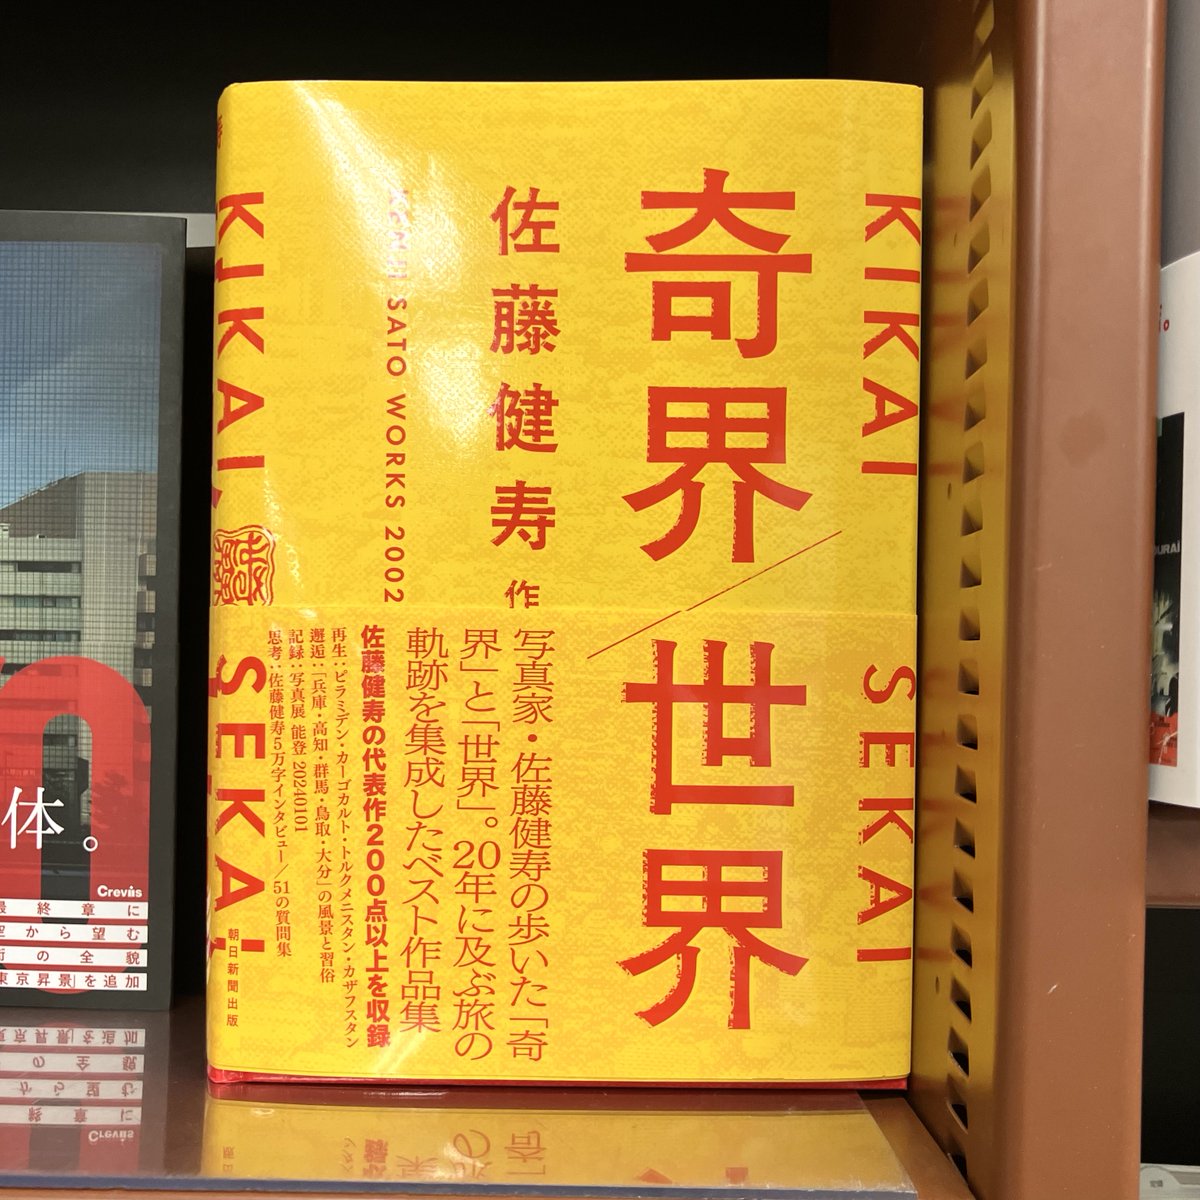 KIKAI
SEKAI
奇界
世界
佐藤健寿 作
KENJI SATO WORKS 2002
写真家・佐藤健寿の歩いた「奇
界」と「世界」。20年に及ぶ旅の
軌跡を集成したベスト作品集
佐藤健寿の代表作200点以上を収録
再生：ピラミデン・カーゴカルト・トルクメニスタン・カザフスタン
邂逅：「兵庫・高知・群馬・鳥取・大分」の風景と習俗
記録：写真展 能登 20240101
思考：佐藤健寿5万字インタビュー／51の質問集
KIKAI
SEKAI
朝日新聞出版
体。
Crevis
最終章に
空から望む
街の全貌
東京昇景」を追加